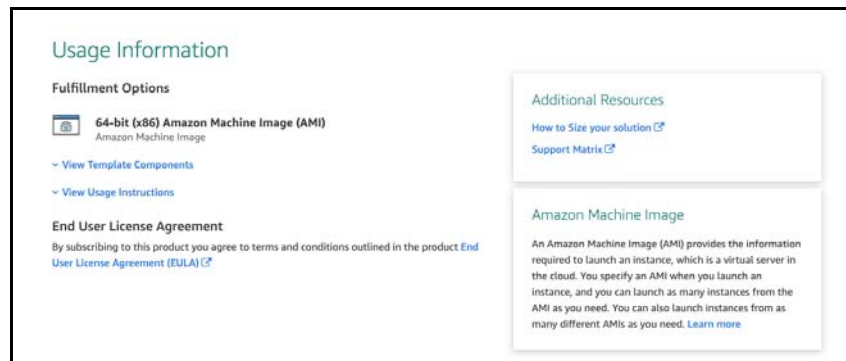 Usage Information
Fulfillment Options
64-bit (x86) Amazon Machine Image (AMI)
Amazon Machine Image
View Template Components
View Usage Instructions
End User License Agreement
By subscribing to this product you agree to terms and conditions outlined in the product End
User License Agreement (EULA)
Additional Resources
How to Size your solution
Support Matrix
Amazon Machine Image
An Amazon Machine Image (AMI) provides the information
required to launch an instance, which is a virtual server in
the cloud. You specify an AMI when you launch an
instance, and you can launch as many instances from the
AMI as you need. You can also launch instances from as
many different AMIs as you need. Learn more